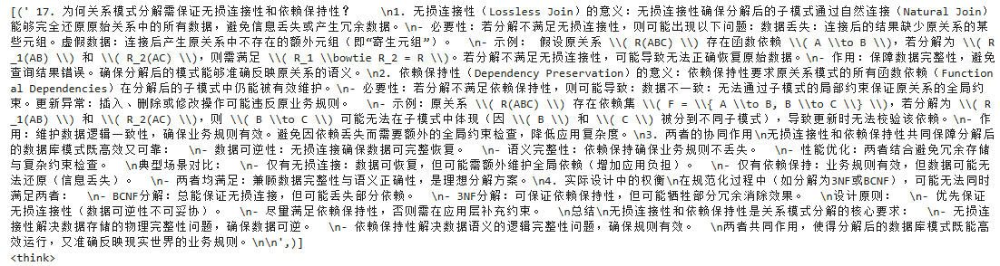 [(' 17. 为何关系模式分解需保证无损连接性和依赖保持性？    \n1. 无损连接性（Lossless Join）的意义：无损连接性确保分解后的子模式通过自然连接（Natural Join）
能够完全还原原始关系中的所有数据，避免信息丢失或产生冗余数据。\n- 必要性：若分解不满足无损连接性，则可能出现以下问题：数据丢失：连接后的结果缺少原关系的某
些元组。虚假数据：连接后产生原关系中不存在的额外元组（即“寄生元组”）。  \n- 示例： 假设原关系 \\( R(ABC) \\) 存在函数依赖 \\( A \\to B \\)，若分解为 \\( R
_1(AB) \\) 和 \\( R_2(AC) \\)，则需满足 \\( R_1 \\bowtie R_2 = R \\)。若分解不满足无损连接，可能导致无法正确恢复原始数据。\n- 作用：保障数据完整性，避免
查询结果错误。确保分解后的模式能够准确反映原关系的语义。\n2. 依赖保持性（Dependency Preservation）的意义：依赖保持性要求原关系模式的所有函数依赖（Function
al Dependencies）在分解后的子模式中仍能被有效维护。\n- 必要性：若分解不满足依赖保持性，则可能导致：数据不一致：无法通过子模式的局部约束保证原关系的全局约
束。更新异常：插入、删除或修改操作可能违反原业务规则。  \n- 示例：原关系 \\( R(ABC) \\) 存在依赖集 \\( F = \\{ A \\to B, B \\to C \\} \\)，若分解为 \\( R
_1(AB) \\) 和 \\( R_2(AC) \\)，则 \\( B \\to C \\) 可能无法在子模式中体现（因 \\( B \\) 和 \\( C \\) 被分到不同子模式），导致更新时无法校验该依赖。\n- 作
用：维护数据逻辑一致性，确保业务规则有效。避免因依赖丢失而需要额外的全局约束检查，降低应用复杂度。\n3. 两者的协同作用\n无损连接性和依赖保持性共同保障分解后
的数据库模式既高效又可靠：  \n- 数据可逆性：无损连接确保数据可完整恢复。  \n- 语义完整性：依赖保持确保业务规则不丢失。  \n- 性能优化：两者结合避免冗余存储
与复杂约束检查。  \n典型场景对比：  \n- 仅有无损连接：数据可恢复，但可能需额外维护全局依赖（增加应用负担）。  \n- 仅有依赖保持：业务规则有效，但数据可能无
法还原（信息丢失）。  \n- 两者均满足：兼顾数据完整性与语义正确性，是理想分解方案。\n4. 实际设计中的权衡\n在规范化过程中（如分解为3NF或BCNF），可能无法同时
满足两者：  \n- BCNF分解：总能保证无损连接，但可能丢失部分依赖。  \n- 3NF分解：可保证依赖保持性，但可能牺牲部分冗余消除效果。  \n设计原则：  \n- 优先保证
无损连接性（数据可逆性不可妥协）。  \n- 尽量满足依赖保持性，否则需在应用层补充约束。  \n总结\n无损连接性和依赖保持性是关系模式分解的核心要求：  \n- 无损连
接性解决数据存储的物理完整性问题，确保数据可逆。  \n- 依赖保持性解决数据语义的逻辑完整性问题，确保规则有效。  \n两者共同作用，使得分解后的数据库模式既能高
效运行，又准确反映现实世界的业务规则。\n\n',)]
<think>